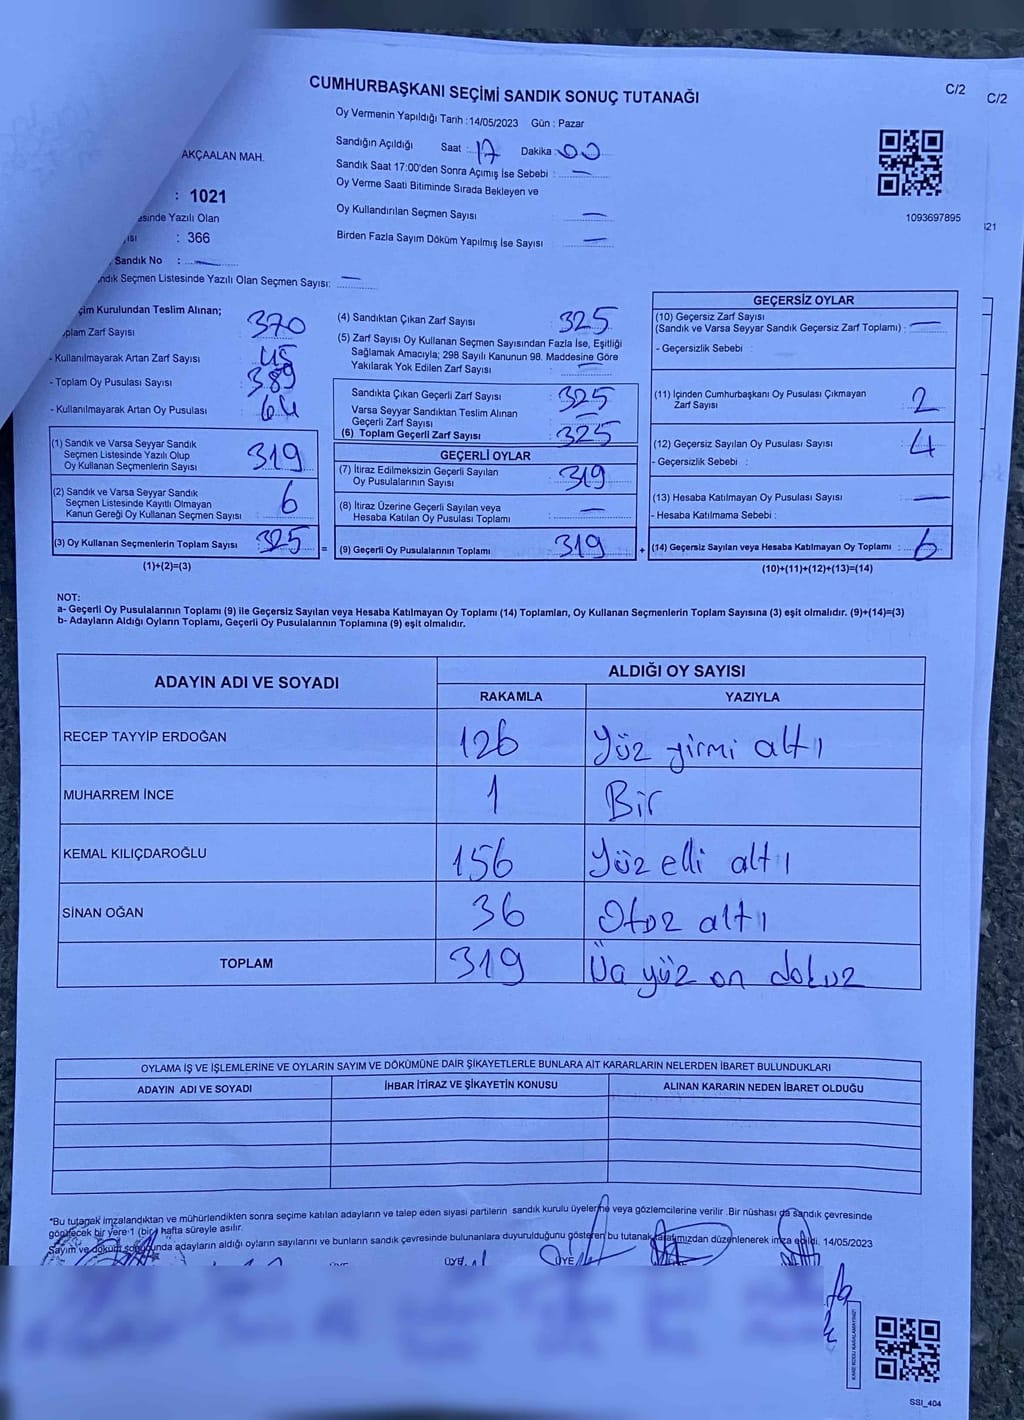 CUMHURBAŞKANI SEÇİMİ SANDIK SONUÇ TUTANAĞI
C/2
C/2
Oy Vermenin Yapıldığı Tarih :14/05/2023 Gün : Pazar
Sandığın Açıldığı Saat : 17 Dakika : 00
AKÇAALAN MAH.
Sandık Saat 17:00'den Sonra Açımış İse Sebebi : —
Oy Verme Saati Bitiminde Sırada Bekleyen ve
Oy Kullandırılan Seçmen Sayısı —
Birden Fazla Sayım Döküm Yapılmış İse Sayısı —
: 1021
Yazılı Olan
: 366
Sandık No : —
Seçmen Listesinde Yazılı Olan Seçmen Sayısı: —
1093697895
321
Kurulundan Teslim Alınan;
Zarf Sayısı 370
- Kullanılmayarak Artan Zarf Sayısı 45
- Toplam Oy Pusulası Sayısı 389
- Kullanılmayarak Artan Oy Pusulası 64
(1) Sandık ve Varsa Seyyar Sandık
Seçmen Listesinde Yazılı Olup
Oy Kullanan Seçmenlerin Sayısı 319
(2) Sandık ve Varsa Seyyar Sandık
Seçmen Listesinde Kayıtlı Olmayan
Kanun Gereği Oy Kullanan Seçmen Sayısı 6
(3) Oy Kullanan Seçmenlerin Toplam Sayısı : 325
(1)+(2)=(3)
(4) Sandıktan Çıkan Zarf Sayısı : 325
(5) Zarf Sayısı Oy Kullanan Seçmen Sayısından Fazla İse, Eşitliği
Sağlamak Amacıyla; 298 Sayılı Kanunun 98. Maddesine Göre
Yakılarak Yok Edilen Zarf Sayısı —
Sandıkta Çıkan Geçerli Zarf Sayısı : 325
Varsa Seyyar Sandıktan Teslim Alınan
Geçerli Zarf Sayısı : —
(6) Toplam Geçerli Zarf Sayısı : 325
GEÇERLİ OYLAR
(7) İtiraz Edilmeksizin Geçerli Sayılan
Oy Pusulalarının Sayısı : 319
(8) İtiraz Üzerine Geçerli Sayılan veya
Hesaba Katılan Oy Pusulası Toplamı : —
= (9) Geçerli Oy Pusulalarının Toplamı 319
GEÇERSİZ OYLAR
(10) Geçersiz Zarf Sayısı
(Sandık ve Varsa Seyyar Sandık Geçersiz Zarf Toplamı) : —
- Geçersizlik Sebebi :
(11) İçinden Cumhurbaşkanı Oy Pusulası Çıkmayan
Zarf Sayısı : 2
(12) Geçersiz Sayılan Oy Pusulası Sayısı : 4
- Geçersizlik Sebebi :
(13) Hesaba Katılmayan Oy Pusulası Sayısı : —
- Hesaba Katılmama Sebebi :
+ (14) Geçersiz Sayılan veya Hesaba Katılmayan Oy Toplamı : 6
(10)+(11)+(12)+(13)=(14)
NOT:
a- Geçerli Oy Pusulalarının Toplamı (9) ile Geçersiz Sayılan veya Hesaba Katılmayan Oy Toplamı (14) Toplamları, Oy Kullanan Seçmenlerin Toplam Sayısına (3) eşit olmalıdır. (9)+(14)=(3)
b- Adayların Aldığı Oyların Toplamı, Geçerli Oy Pusulalarının Toplamına (9) eşit olmalıdır.
ADAYIN ADI VE SOYADI ALDIĞI OY SAYISI
RAKAMLA YAZIYLA
RECEP TAYYİP ERDOĞAN 126 Yüz yirmi altı
MUHARREM İNCE 1 Bir
KEMAL KILIÇDAROĞLU 156 Yüz elli altı
SİNAN OĞAN 36 Otuz altı
TOPLAM 319 Üç yüz on dokuz
OYLAMA İŞ VE İŞLEMLERİNE VE OYLARIN SAYIM VE DÖKÜMÜNE DAİR ŞİKAYETLERLE BUNLARA AİT KARARLARIN NELERDEN İBARET BULUNDUKLARI
ADAYIN ADI VE SOYADI İHBAR İTİRAZ VE ŞİKAYETİN KONUSU ALINAN KARARIN NEDEN İBARET OLDUĞU
*Bu tutanak imzalandıktan ve mühürlendikten sonra seçime katılan adayların ve talep eden siyasi partilerin sandık kurulu üyelerine veya gözlemcilerine verilir .Bir nüshası da sandık çevresinde
görülecek bir yere 1 (bir) hafta süreyle asılır.
Sayım ve döküm sonucunda adayların aldığı oyların sayılarını ve bunların sandık çevresinde bulunanlara duyurulduğunu gösteren bu tutanak tarafımızdan düzenlenerek imza edildi. 14/05/2023
ÜYE ÜYE
SSI_404